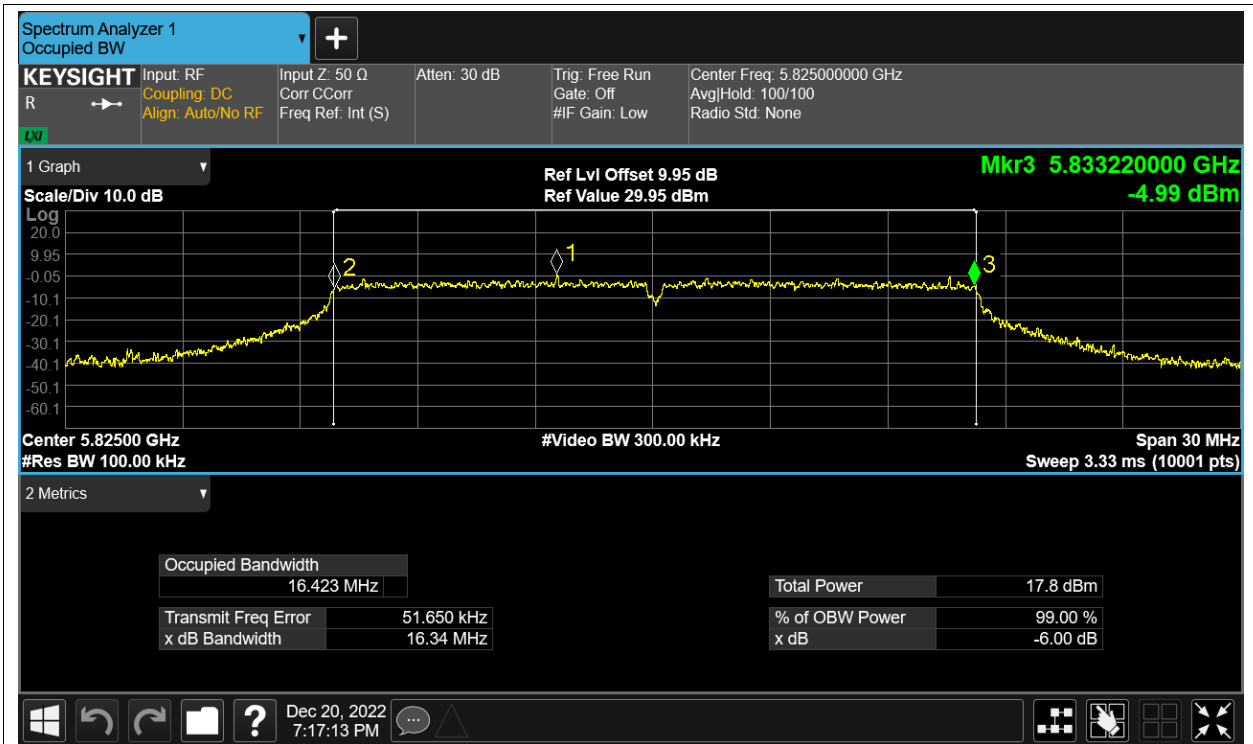 Spectrum Analyzer 1
Occupied BW
KEYSIGHT
R
LXI
Input: RF
Coupling: DC
Align: Auto/No RF
Input Z: 50 Ω
Corr CCorr
Freq Ref: Int (S)
Atten: 30 dB
Trig: Free Run
Gate: Off
#IF Gain: Low
Center Freq: 5.825000000 GHz
Avg|Hold: 100/100
Radio Std: None
1 Graph
Scale/Div 10.0 dB
Ref Lvl Offset 9.95 dB
Ref Value 29.95 dBm
Mkr3 5.833220000 GHz
-4.99 dBm
Log
20.0
9.95
-0.05
-10.1
-20.1
-30.1
-40.1
-50.1
-60.1
2
1
3
Center 5.82500 GHz
#Res BW 100.00 kHz
#Video BW 300.00 kHz
Span 30 MHz
Sweep 3.33 ms (10001 pts)
2 Metrics
Occupied Bandwidth
16.423 MHz
Transmit Freq Error 51.650 kHz
x dB Bandwidth 16.34 MHz
Total Power 17.8 dBm
% of OBW Power 99.00 %
x dB -6.00 dB
?
Dec 20, 2022
7:17:13 PM